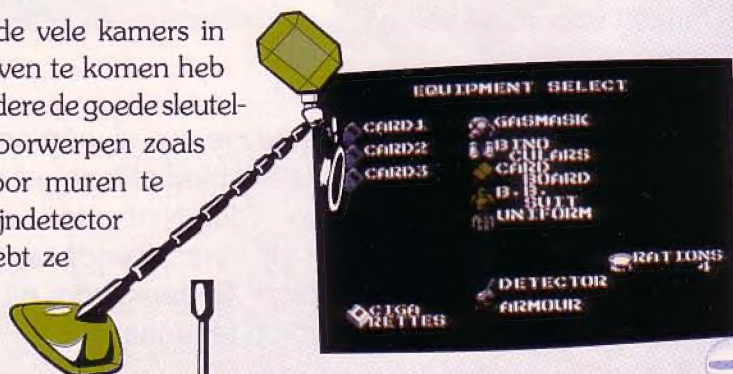 de vele kamers in
ven te komen heb
dere de goede sleutel-
oorwerpen zoals
oor muren te
ijndetector
ebt ze
EQUIPMENT SELECT
CARD1
CARD2
CARD3
GASMASK
BINO
CULARS
CARD
BOARD
B.B.
SUIT
UNIFORM
RATIONS
4
DETECTOR
ARMOUR
CIGA
RETTES